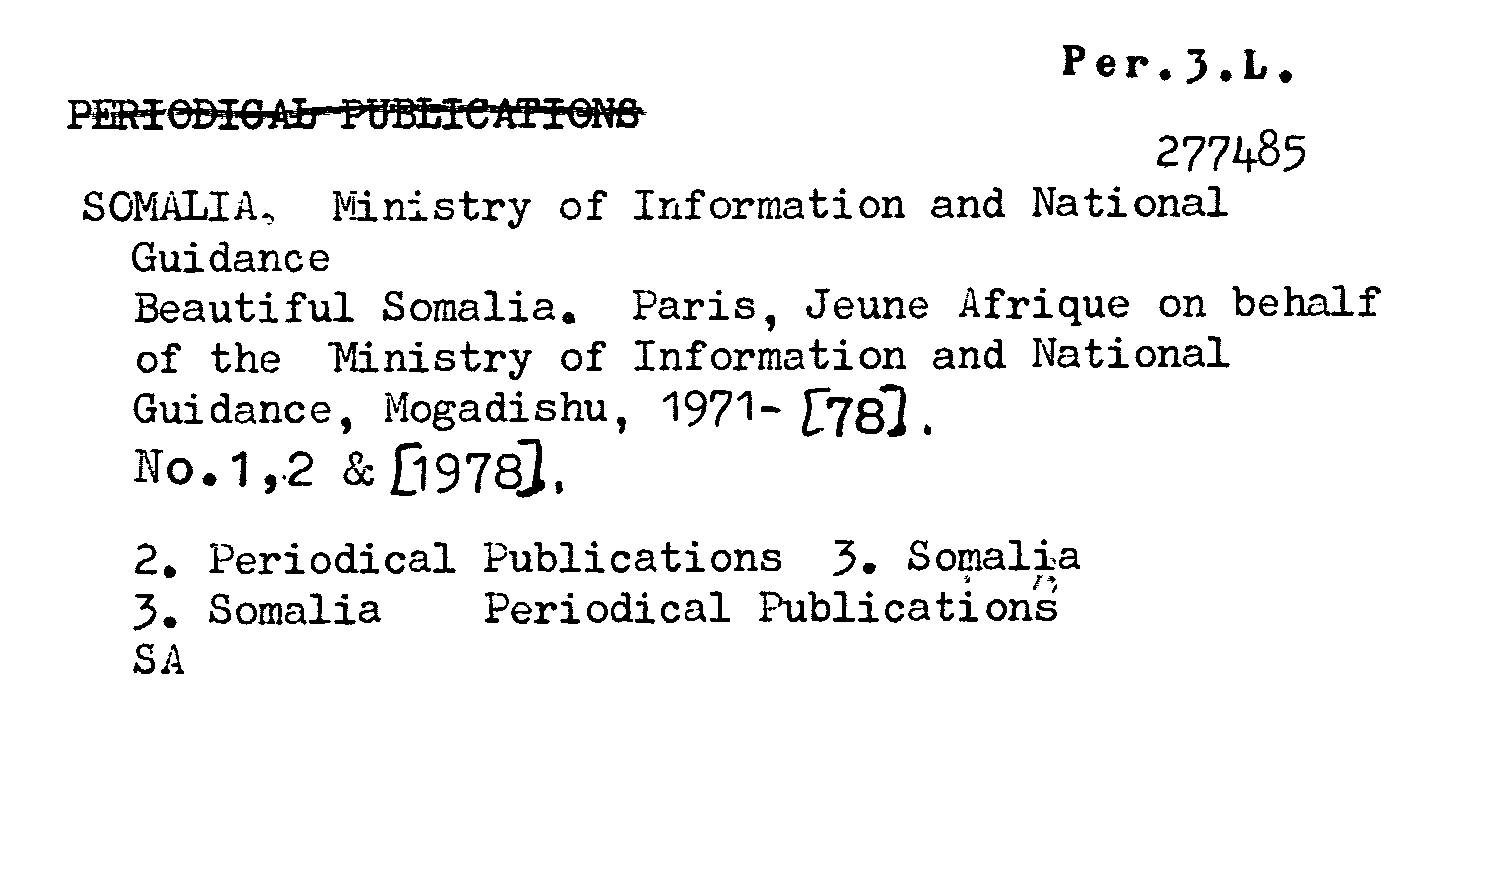 Per.3.L.
PERIODICAL PUBLICATIONS
277485
SOMALIA. Ministry of Information and National
Guidance
Beautiful Somalia. Paris, Jeune Afrique on behalf
of the Ministry of Information and National
Guidance, Mogadishu, 1971- [78].
No.1,2 & [1978].
2. Periodical Publications 3. Somalia
3. Somalia Periodical Publications
SA